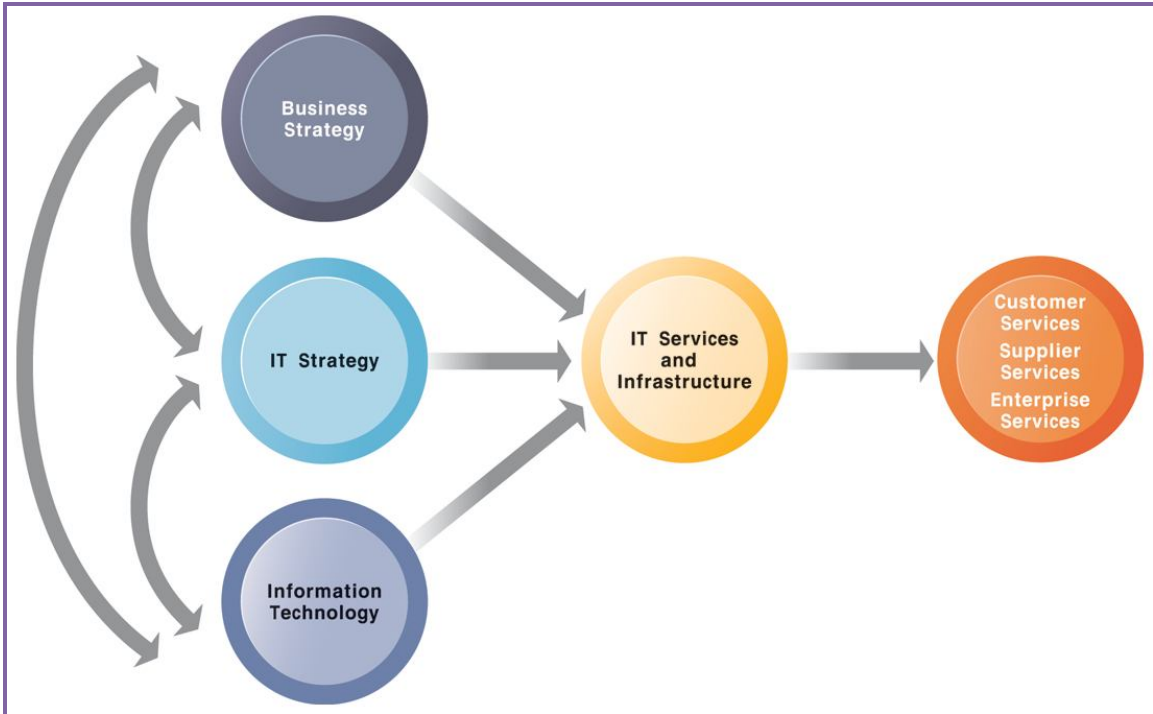 Business
Strategy
IT Strategy
Information
Technology
IT Services
and
Infrastructure
Customer
Services
Supplier
Services
Enterprise
Services